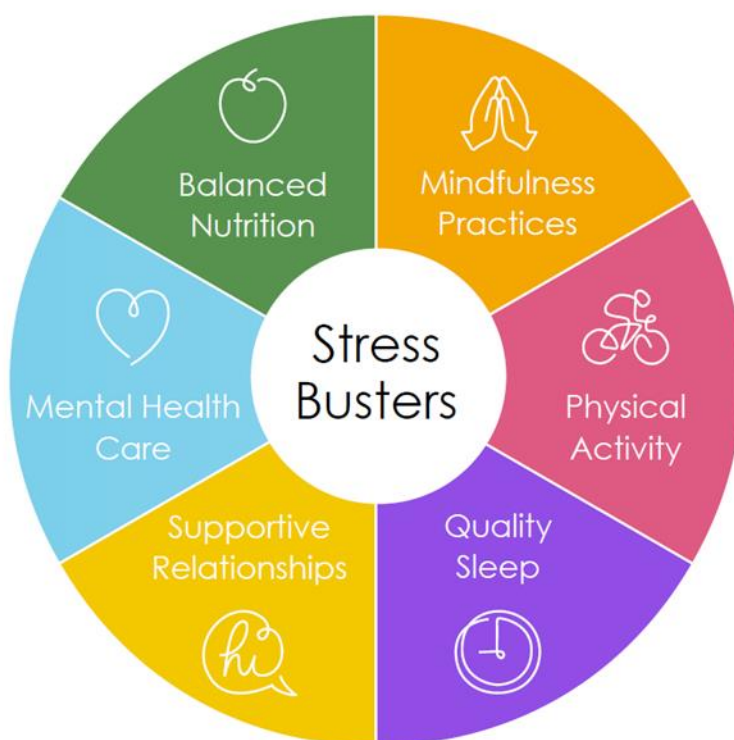 Balanced
Nutrition
Mindfulness
Practices
Stress
Busters
Mental Health
Care
Physical
Activity
Supportive
Relationships
hi
Quality
Sleep